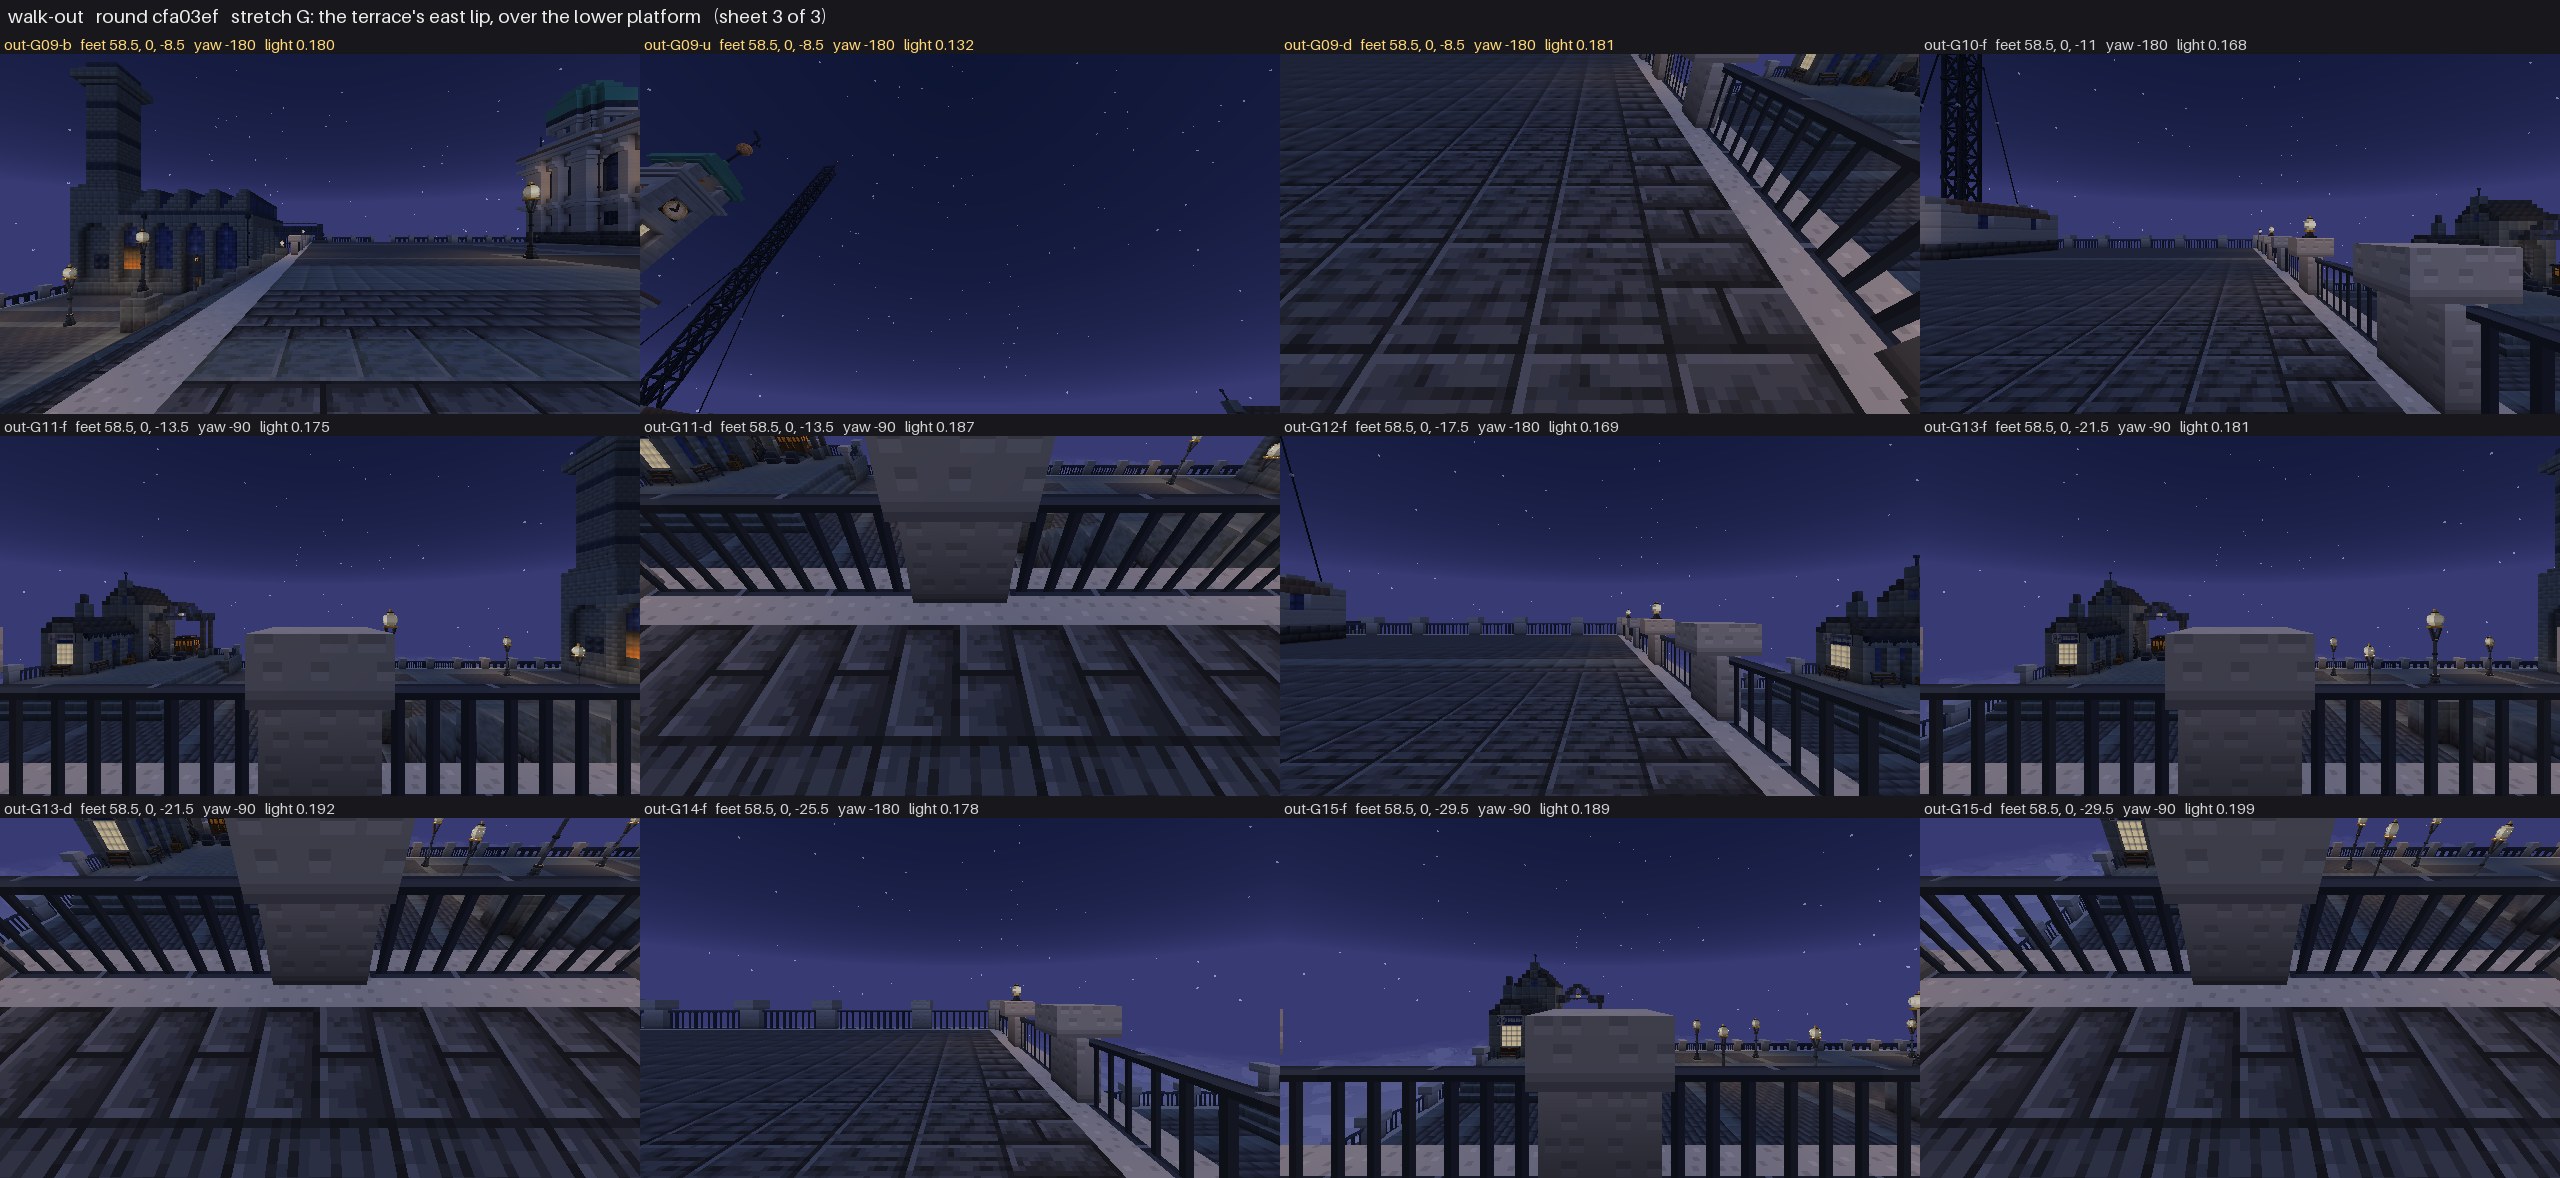 walk-out round cfa03ef stretch G: the terrace's east lip, over the lower platform (sheet 3 of 3)
out-G09-b feet 58.5, 0, -8.5 yaw -180 light 0.180
out-G09-u feet 58.5, 0, -8.5 yaw -180 light 0.132
out-G09-d feet 58.5, 0, -8.5 yaw -180 light 0.181
out-G10-f feet 58.5, 0, -11 yaw -180 light 0.168
out-G11-f feet 58.5, 0, -13.5 yaw -90 light 0.175
out-G11-d feet 58.5, 0, -13.5 yaw -90 light 0.187
out-G12-f feet 58.5, 0, -17.5 yaw -180 light 0.169
out-G13-f feet 58.5, 0, -21.5 yaw -90 light 0.181
out-G13-d feet 58.5, 0, -21.5 yaw -90 light 0.192
out-G14-f feet 58.5, 0, -25.5 yaw -180 light 0.178
out-G15-f feet 58.5, 0, -29.5 yaw -90 light 0.189
out-G15-d feet 58.5, 0, -29.5 yaw -90 light 0.199